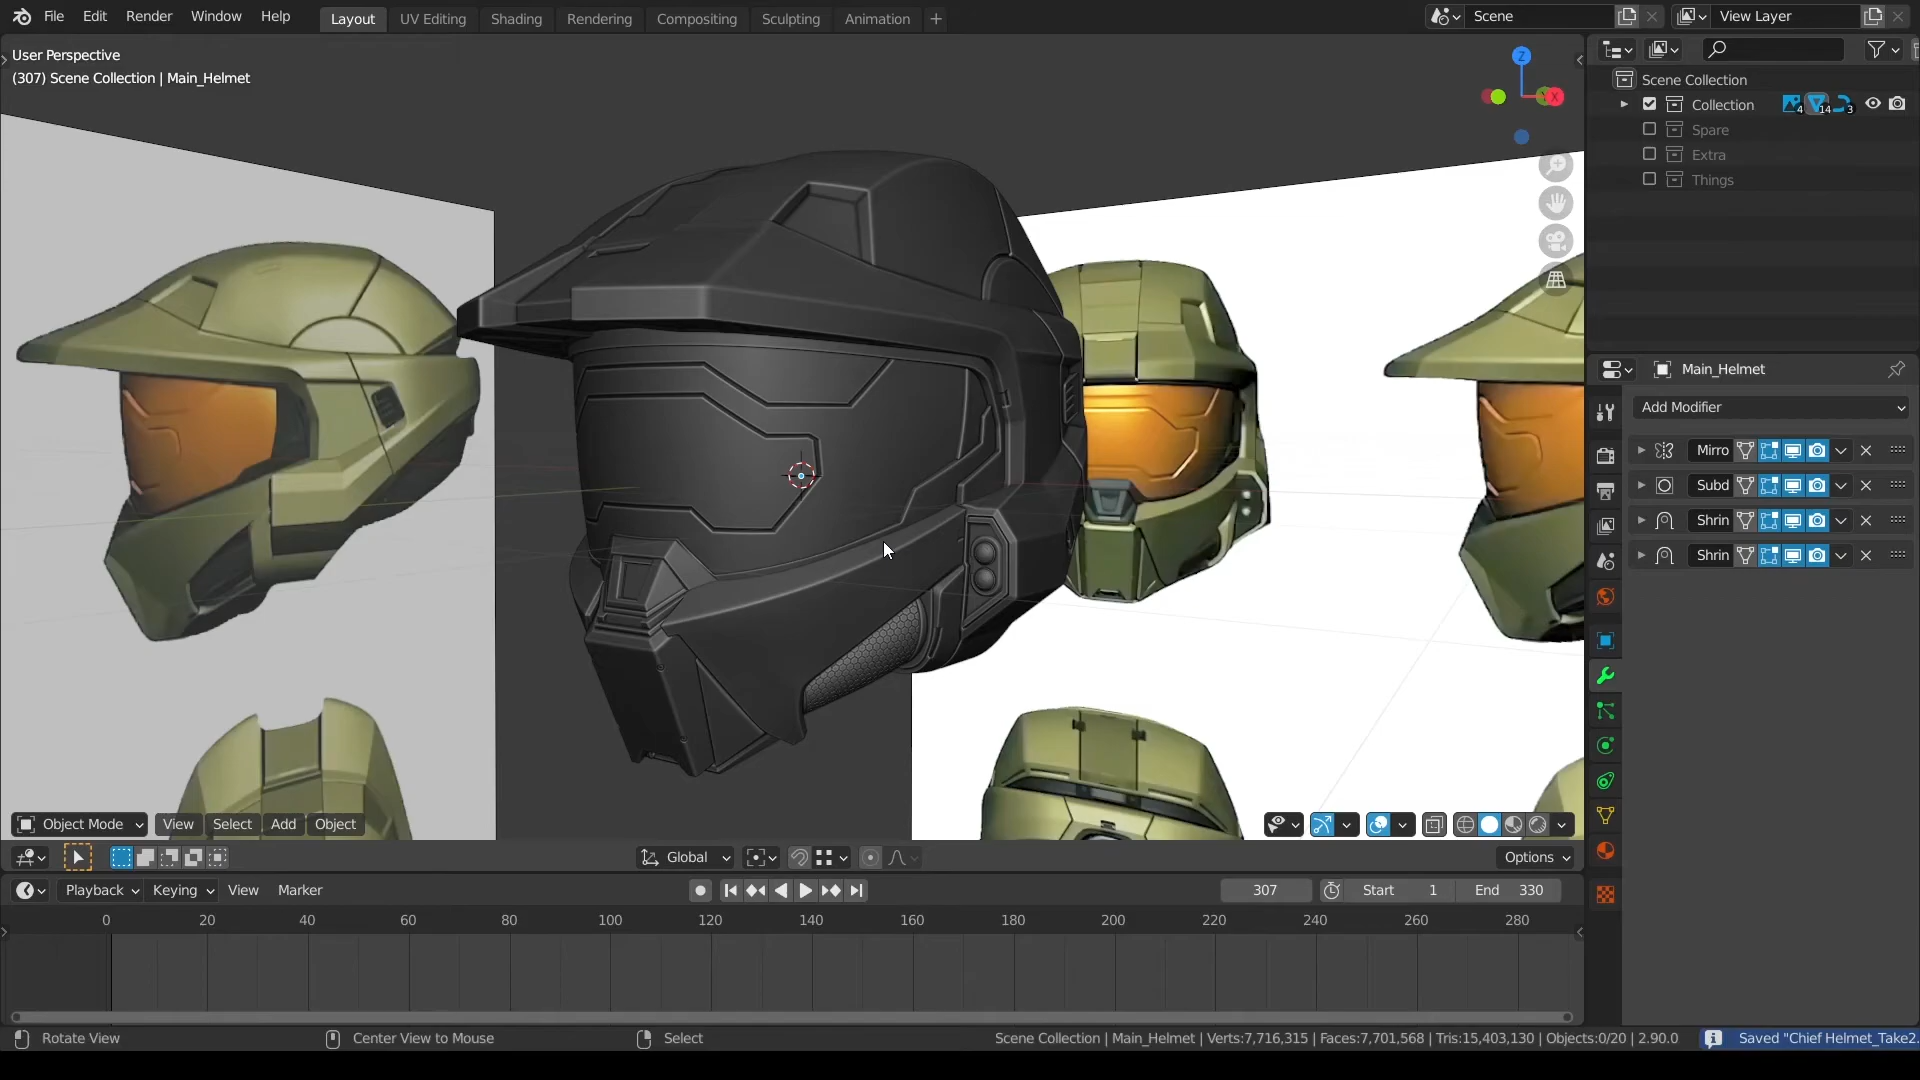 File Edit Render Window Help
Layout UV Editing Shading Rendering Compositing Sculpting Animation +
Scene
View Layer
User Perspective
(307) Scene Collection | Main_Helmet
Z
X
Scene Collection
Collection 4 14 3
Spare
Extra
Things
Main_Helmet
Add Modifier
Mirro
Subd
Shrin
Shrin
Object Mode View Select Add Object
Global
Options
Playback Keying View Marker
307 Start 1 End 330
0 20 40 60 80 100 120 140 160 180 200 220 240 260 280
Rotate View Center View to Mouse Select
Scene Collection | Main_Helmet | Verts:7,716,315 | Faces:7,701,568 | Tris:15,403,130 | Objects:0/20 | 2.90.0
Saved "Chief Helmet_Take2.